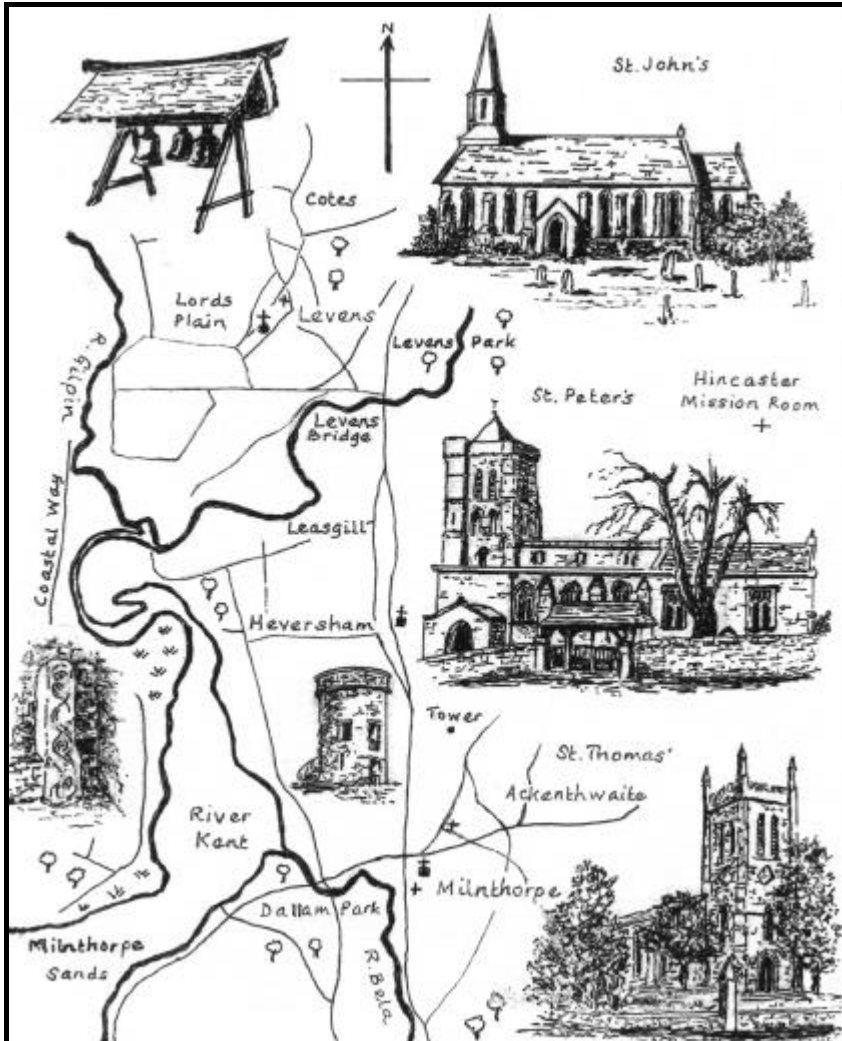 N
St. John's
Cotes
Lords
Plain
Levens
R. Gilpin
Levens Park
St. Peter's
Hincaster
Mission Room
Levens
Bridge
Coastal Way
Leasgill
Heversham
Tower
St. Thomas'
Ackenthwaite
River
Kent
Milnthorpe
Dallam Park
Milnthorpe
Sands
R. Bela